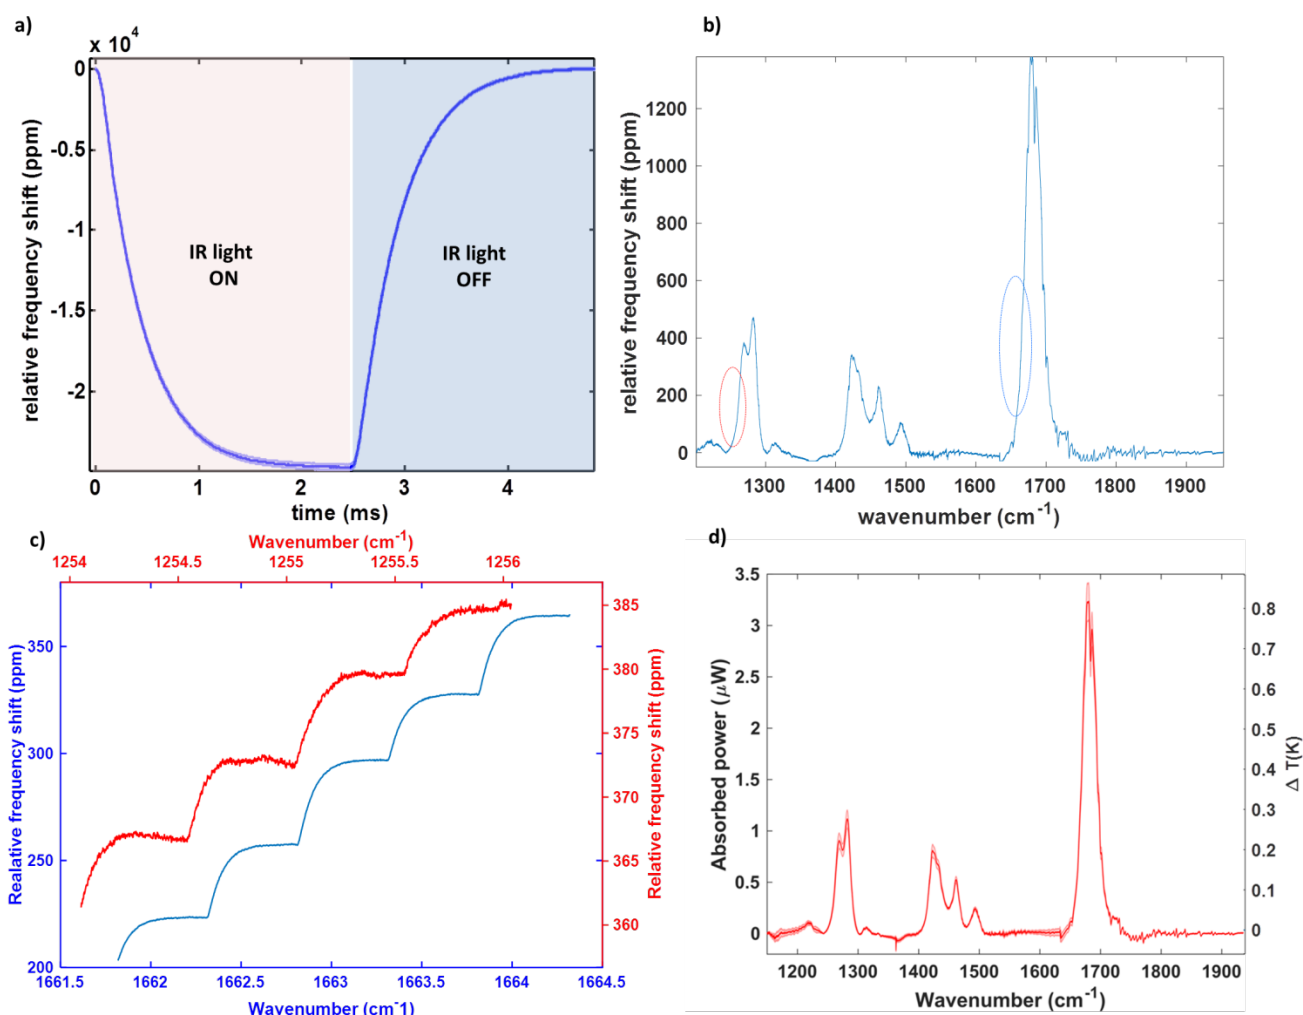 a)
x 10⁴
0
-0.5
-1
-1.5
-2
relative frequency shift (ppm)
IR light
ON
IR light
OFF
0 1 2 3 4
time (ms)
b)
1200
1000
800
600
400
200
0
relative frequency shift (ppm)
1300 1400 1500 1600 1700 1800 1900
wavenumber (cm⁻¹)
c)
Wavenumber (cm⁻¹)
1254 1254.5 1255 1255.5 1256
350
300
250
200
Realative frequency shift (ppm)
385
380
375
370
365
360
Relative frequency shift (ppm)
1661.5 1662 1662.5 1663 1663.5 1664 1664.5
Wavenumber (cm⁻¹)
d)
3.5
3
2.5
2
1.5
1
0.5
0
Absorbed power (μW)
0.8
0.7
0.6
0.5
0.4
0.3
0.2
0.1
0
Δ T(K)
1200 1300 1400 1500 1600 1700 1800 1900
Wavenumber (cm⁻¹)